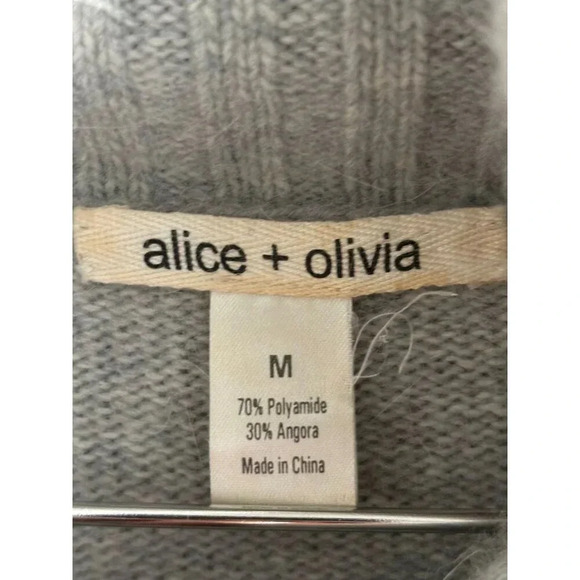 alice + olivia
M
70% Polyamide
30% Angora
Made in China